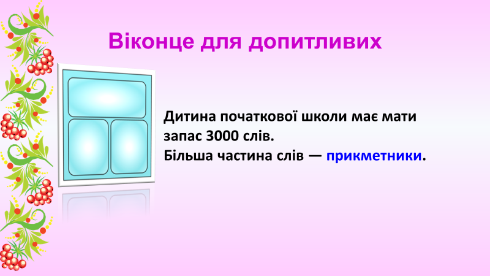 Віконце для допитливих
Дитина початкової школи має мати
запас 3000 слів.
Більша частина слів — прикметники.